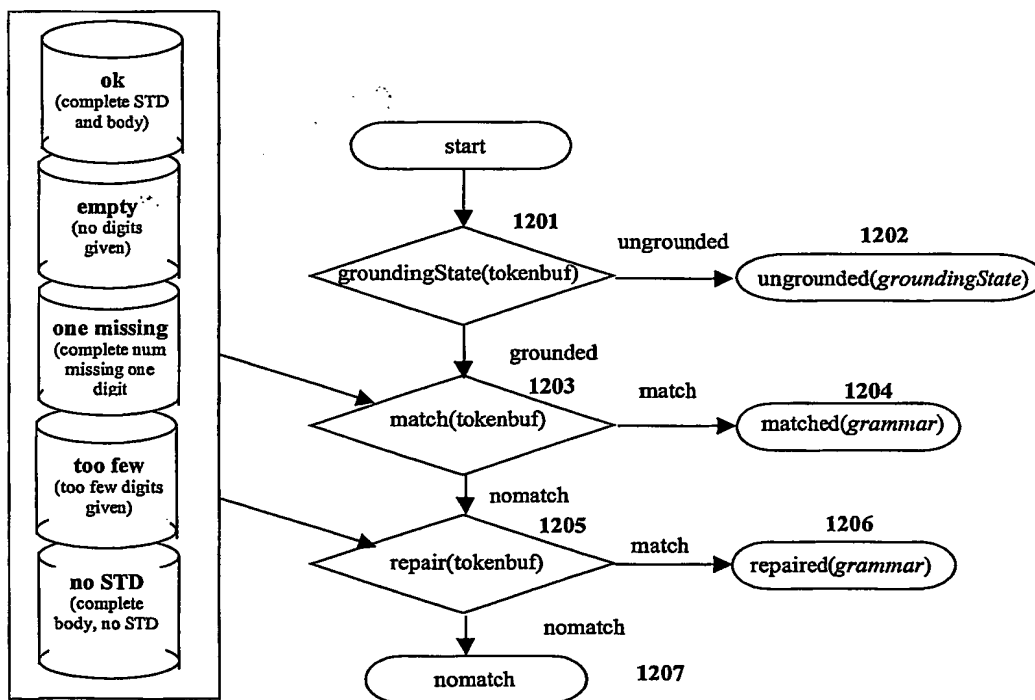 ok
(complete STD
and body)
empty
(no digits
given)
one missing
(complete num
missing one
digit
too few
(too few digits
given)
no STD
(complete
body, no STD
start
1201
groundingState(tokenbuf)
ungrounded
1202
ungrounded(groundingState)
grounded
1203
match(tokenbuf)
match
1204
matched(grammar)
nomatch
1205
repair(tokenbuf)
match
1206
repaired(grammar)
nomatch
nomatch
1207